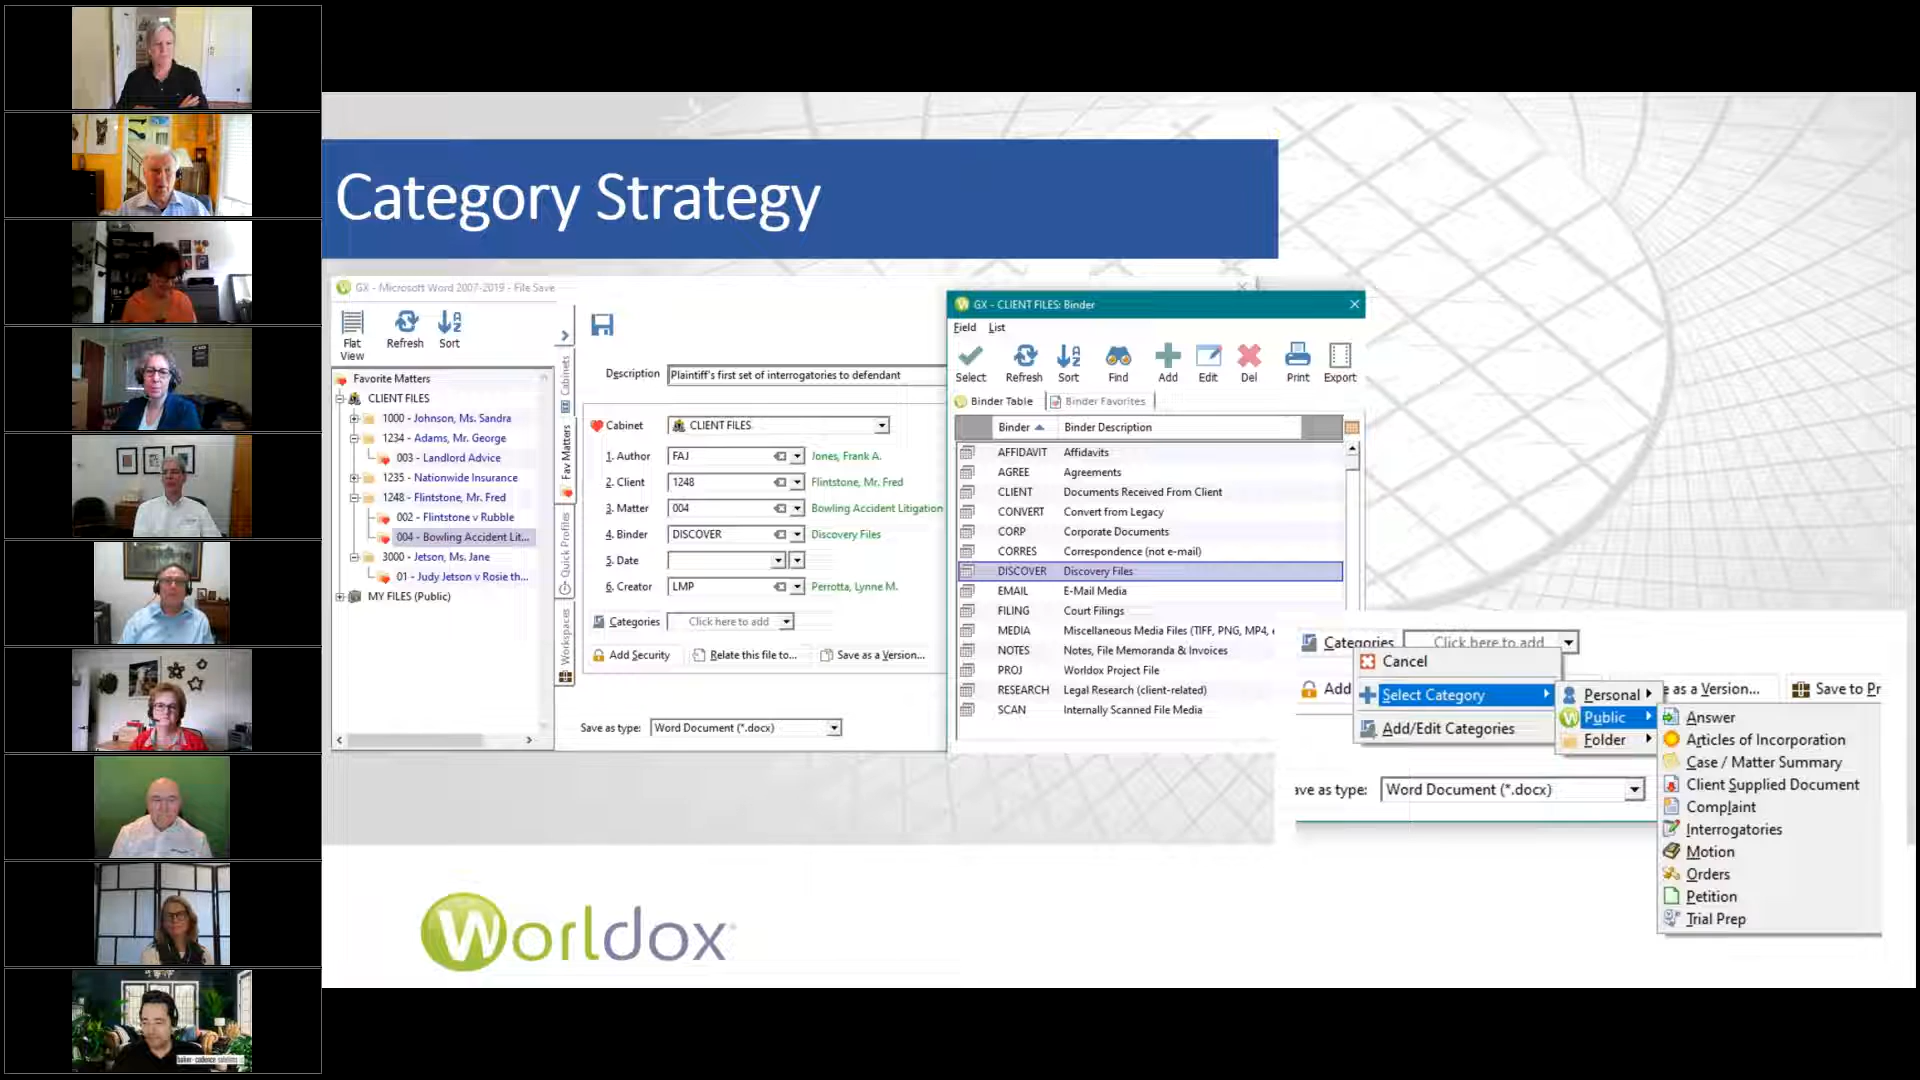 Category Strategy
GX - Microsoft Word 2007-2019 - File Save
Flat View
Refresh
Sort
Favorite Matters
CLIENT FILES
1000 - Johnson, Ms. Sandra
1234 - Adams, Mr. George
003 - Landlord Advice
1235 - Nationwide Insurance
1248 - Flintstone, Mr. Fred
002 - Flintstone v Rubble
004 - Bowling Accident Lit...
3000 - Jetson, Ms. Jane
01 - Judy Jetson v Rosie th...
MY FILES (Public)
Cabinets
Fav Matters
Quick Profiles
Workspaces
Description Plaintiff's first set of interrogatories to defendant
Cabinet CLIENT FILES
1. Author FAJ Jones, Frank A.
2. Client 1248 Flintstone, Mr. Fred
3. Matter 004 Bowling Accident Litigation
4. Binder DISCOVER Discovery Files
5. Date
6. Creator LMP Perrotta, Lynne M.
Categories Click here to add
Add Security Relate this file to... Save as a Version...
Save as type: Word Document (*.docx)
GX - CLIENT FILES: Binder
Field List
Select Refresh Sort Find Add Edit Del Print Export
Binder Table Binder Favorites
Binder Binder Description
AFFIDAVIT Affidavits
AGREE Agreements
CLIENT Documents Received From Client
CONVERT Convert from Legacy
CORP Corporate Documents
CORRES Correspondence (not e-mail)
DISCOVER Discovery Files
EMAIL E-Mail Media
FILING Court Filings
MEDIA Miscellaneous Media Files (TIFF, PNG, MP4,
NOTES Notes, File Memoranda & Invoices
PROJ Worldox Project File
RESEARCH Legal Research (client-related)
SCAN Internally Scanned File Media
Categories Click here to add
Cancel
Add
Select Category
Add/Edit Categories
Personal
Public
Folder
e as a Version... Save to Pr
Answer
Articles of Incorporation
Case / Matter Summary
Client Supplied Document
Complaint
Interrogatories
Motion
Orders
Petition
Trial Prep
ave as type: Word Document (*.docx)
Worldox